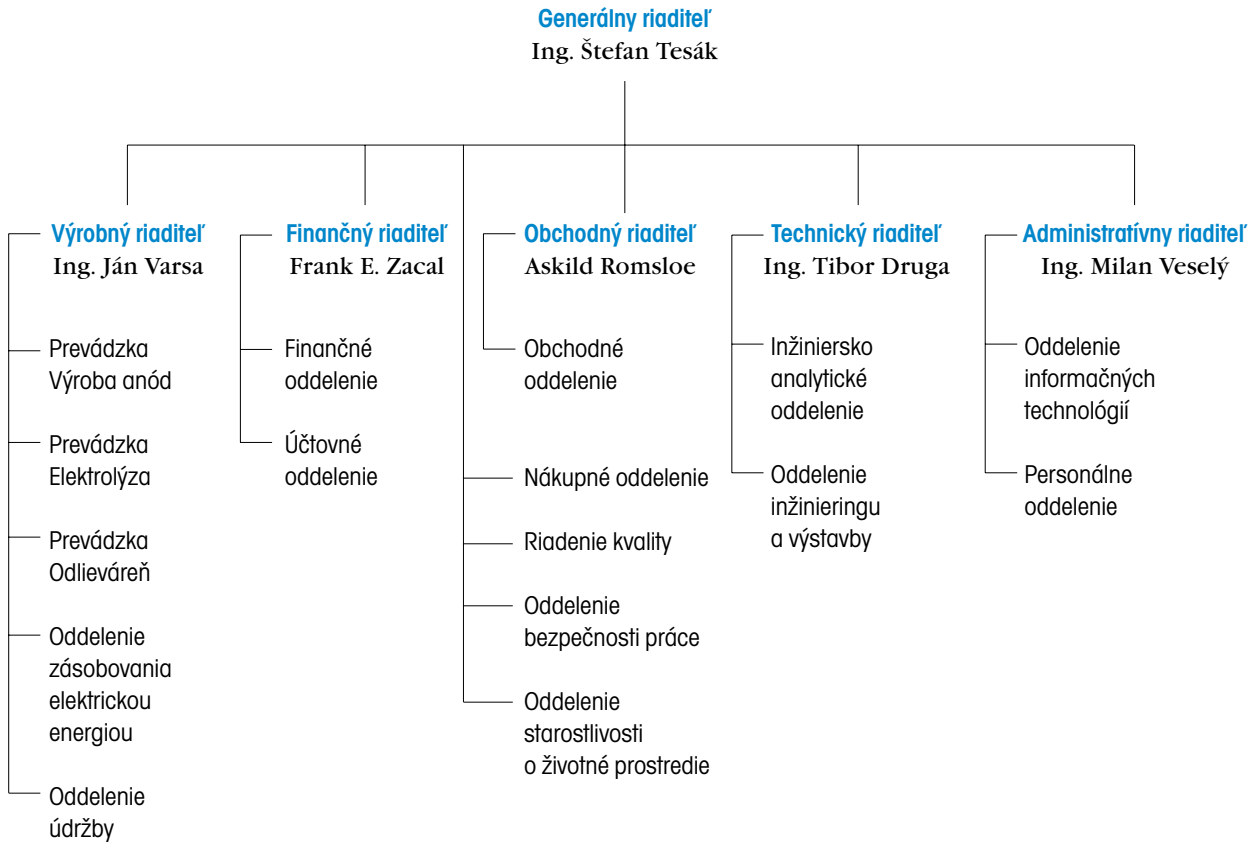 Generálny riaditeľ
Ing. Štefan Tesák
Výrobný riaditeľ
Ing. Ján Varsa
Prevádzka
Výroba anód
Prevádzka
Elektrolýza
Prevádzka
Odlieváreň
Oddelenie
zásobovania
elektrickou
energiou
Oddelenie
údržby
Finančný riaditeľ
Frank E. Zacal
Finančné
oddelenie
Účtovné
oddelenie
Obchodný riaditeľ
Askild Romsloe
Obchodné
oddelenie
Nákupné oddelenie
Riadenie kvality
Oddelenie
bezpečnosti práce
Oddelenie
starostlivosti
o životné prostredie
Technický riaditeľ
Ing. Tibor Druga
Inžiniersko
analytické
oddelenie
Oddelenie
inžinieringu
a výstavby
Administratívny riaditeľ
Ing. Milan Veselý
Oddelenie
informačných
technológií
Personálne
oddelenie